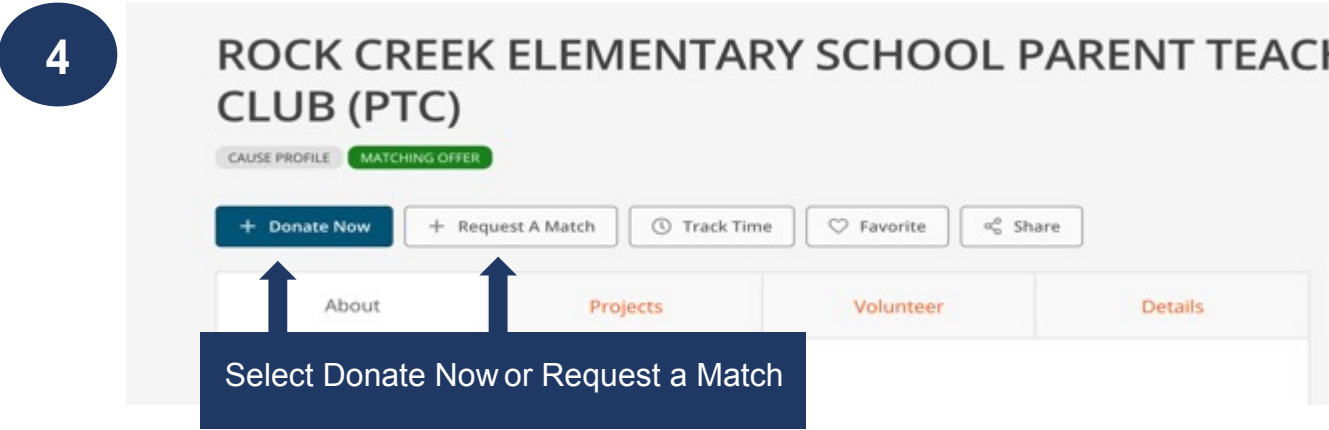 4
ROCK CREEK ELEMENTARY SCHOOL PARENT TEACH
CLUB (PTC)
CAUSE PROFILE MATCHING OFFER
+ Donate Now + Request A Match Track Time Favorite Share
About Projects Volunteer Details
Select Donate Now or Request a Match